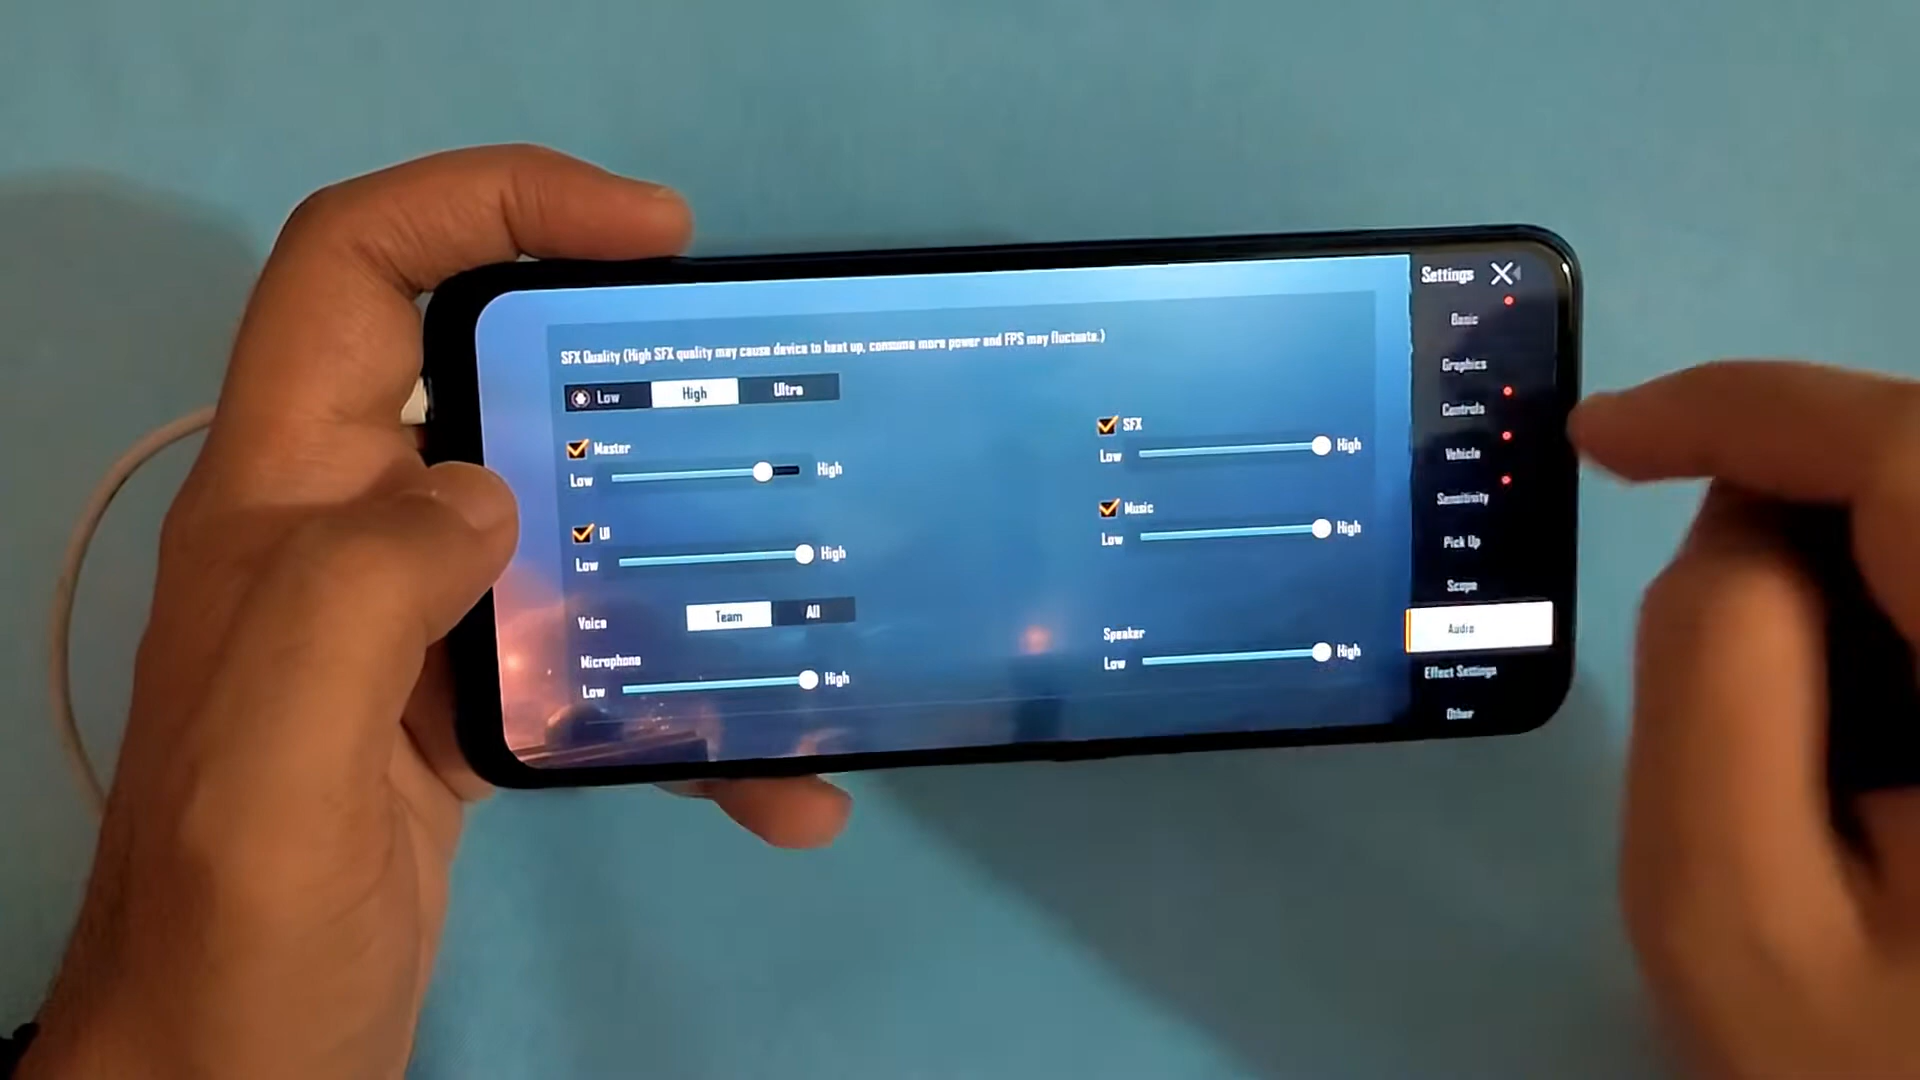 SFX Quality (High SFX quality may cause device to heat up, consume more power and FPS may fluctuate.)
Low High Ultra
Master
Low High
SFX
Low High
UI
Low High
Music
Low High
Voice Team All
Microphone
Low High
Speaker
Low High
Settings
Basic
Graphics
Controls
Vehicle
Sensitivity
Pick Up
Scope
Audio
Effect Settings
Other